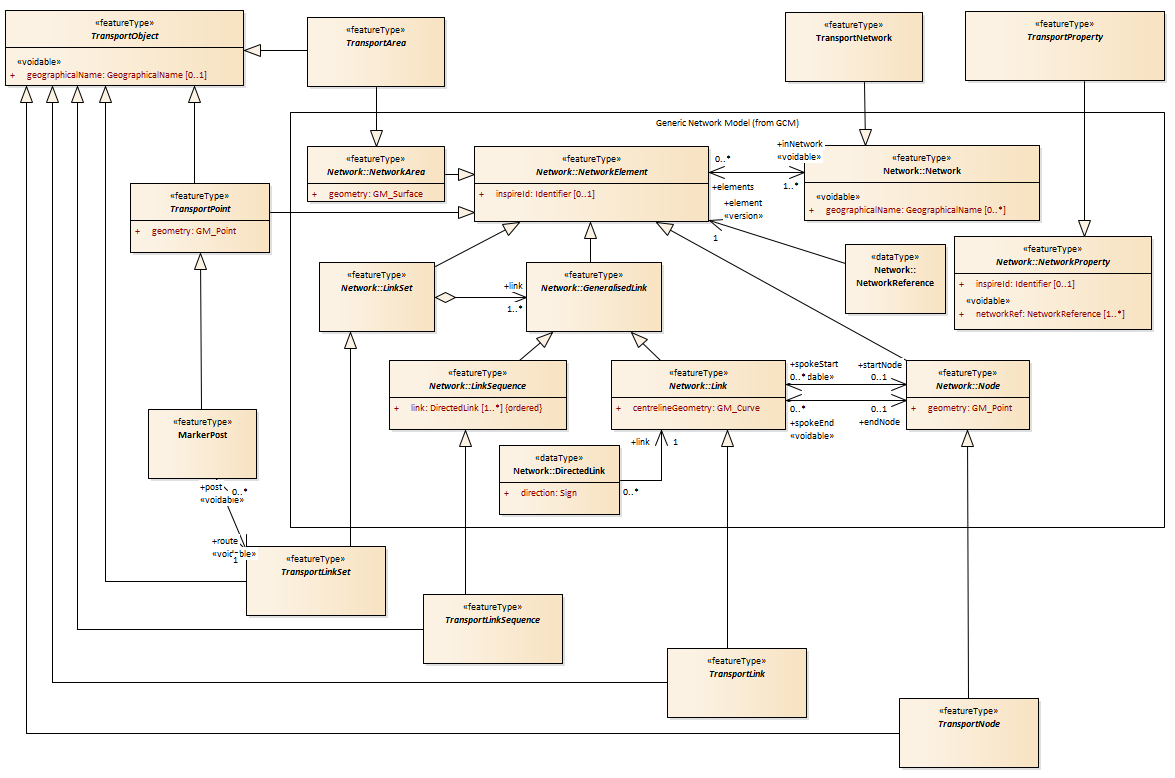 «featureType»
TransportObject
«voidable»
+ geographicalName: GeographicalName [0..1]
«featureType»
TransportArea
«featureType»
TransportNetwork
«featureType»
TransportProperty
Generic Network Model (from GCM)
«featureType»
Network::NetworkArea
+ geometry: GM_Surface
«featureType»
Network::NetworkElement
+ inspireId: Identifier [0..1]
0..*
+elements
+inNetwork
«voidable»
1..*
«featureType»
Network::Network
«voidable»
+ geographicalName: GeographicalName [0..*]
«featureType»
TransportPoint
+ geometry: GM_Point
+element
«version»
1
«dataType»
Network::
NetworkReference
«featureType»
Network::NetworkProperty
+ inspireId: Identifier [0..1]
«voidable»
+ networkRef: NetworkReference [1..*]
«featureType»
Network::LinkSet
+link
1..*
«featureType»
Network::GeneralisedLink
«featureType»
Network::LinkSequence
+ link: DirectedLink [1..*] {ordered}
«featureType»
Network::Link
+ centrelineGeometry: GM_Curve
+spokeStart
0..* dable»
+startNode
0..1
0..*
+spokeEnd
«voidable»
0..1
+endNode
«featureType»
Network::Node
+ geometry: GM_Point
«featureType»
MarkerPost
+link
1
«dataType»
Network::DirectedLink
+ direction: Sign
0..*
+post
0..*
«voidable»
+route
1
«featureType»
TransportLinkSet
«featureType»
TransportLinkSequence
«featureType»
TransportLink
«featureType»
TransportNode